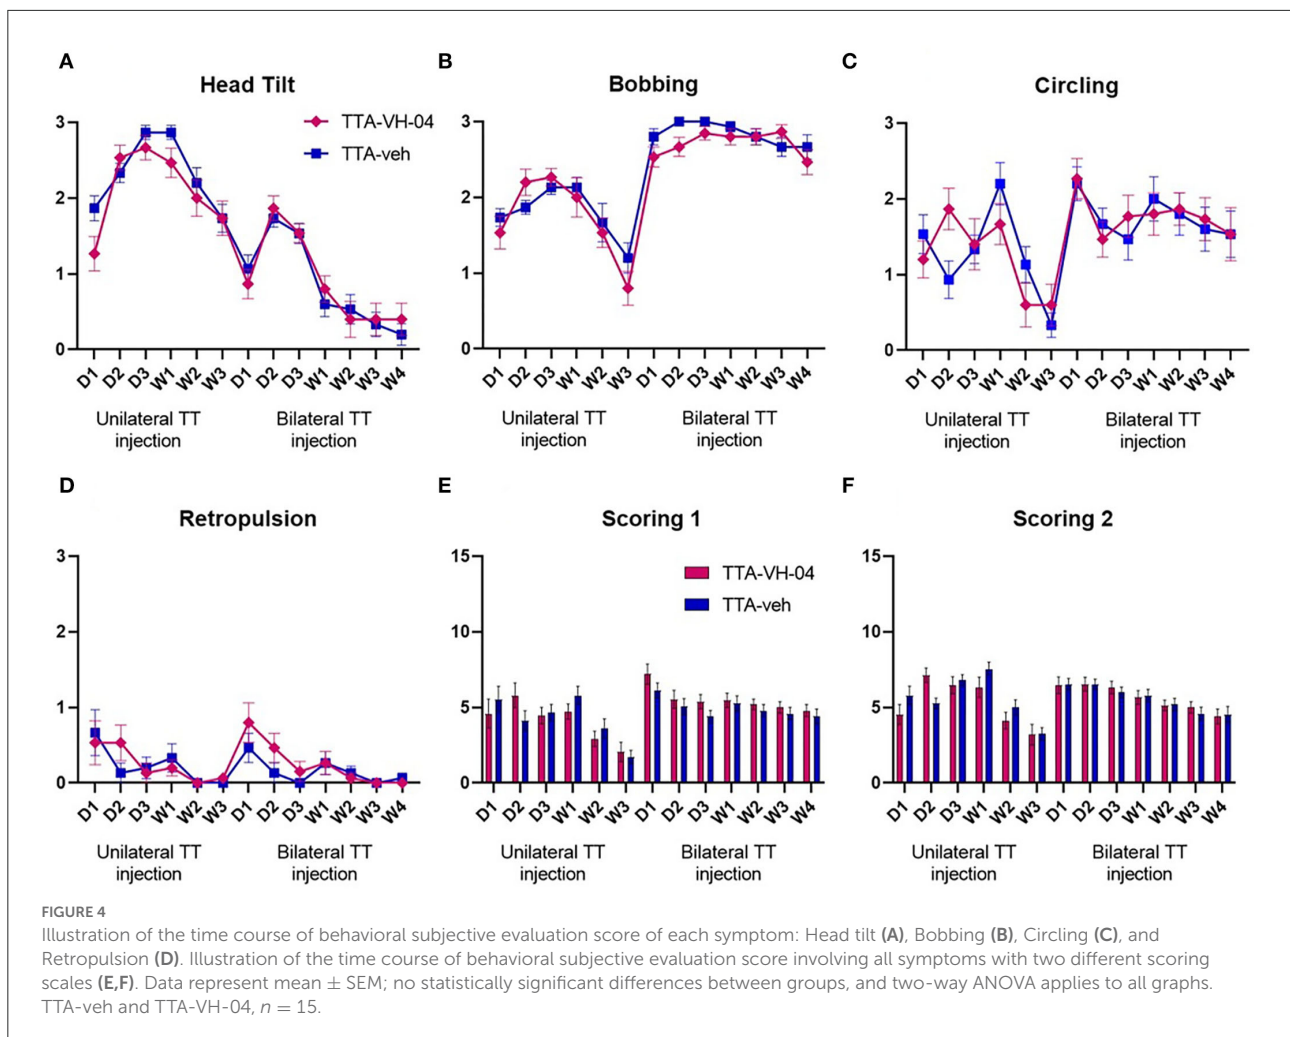 A
Head Tilt
3
2
1
0
TTA-VH-04
TTA-veh
D1 D2 D3 W1 W2 W3 D1 D2 D3 W1 W2 W3 W4
Unilateral TT injection
Bilateral TT injection
B
Bobbing
3
2
1
0
D1 D2 D3 W1 W2 W3 D1 D2 D3 W1 W2 W3 W4
Unilateral TT injection
Bilateral TT injection
C
Circling
3
2
1
0
D1 D2 D3 W1 W2 W3 D1 D2 D3 W1 W2 W3 W4
Unilateral TT injection
Bilateral TT injection
D
Retropulsion
3
2
1
0
D1 D2 D3 W1 W2 W3 D1 D2 D3 W1 W2 W3 W4
Unilateral TT injection
Bilateral TT injection
E
Scoring 1
15
10
5
0
TTA-VH-04
TTA-veh
D1 D2 D3 W1 W2 W3 D1 D2 D3 W1 W2 W3 W4
Unilateral TT injection
Bilateral TT injection
F
Scoring 2
15
10
5
0
D1 D2 D3 W1 W2 W3 D1 D2 D3 W1 W2 W3 W4
Unilateral TT injection
Bilateral TT injection
FIGURE 4
Illustration of the time course of behavioral subjective evaluation score of each symptom: Head tilt (A), Bobbing (B), Circling (C), and
Retropulsion (D). Illustration of the time course of behavioral subjective evaluation score involving all symptoms with two different scoring
scales (E,F). Data represent mean ± SEM; no statistically significant differences between groups, and two-way ANOVA applies to all graphs.
TTA-veh and TTA-VH-04, n = 15.